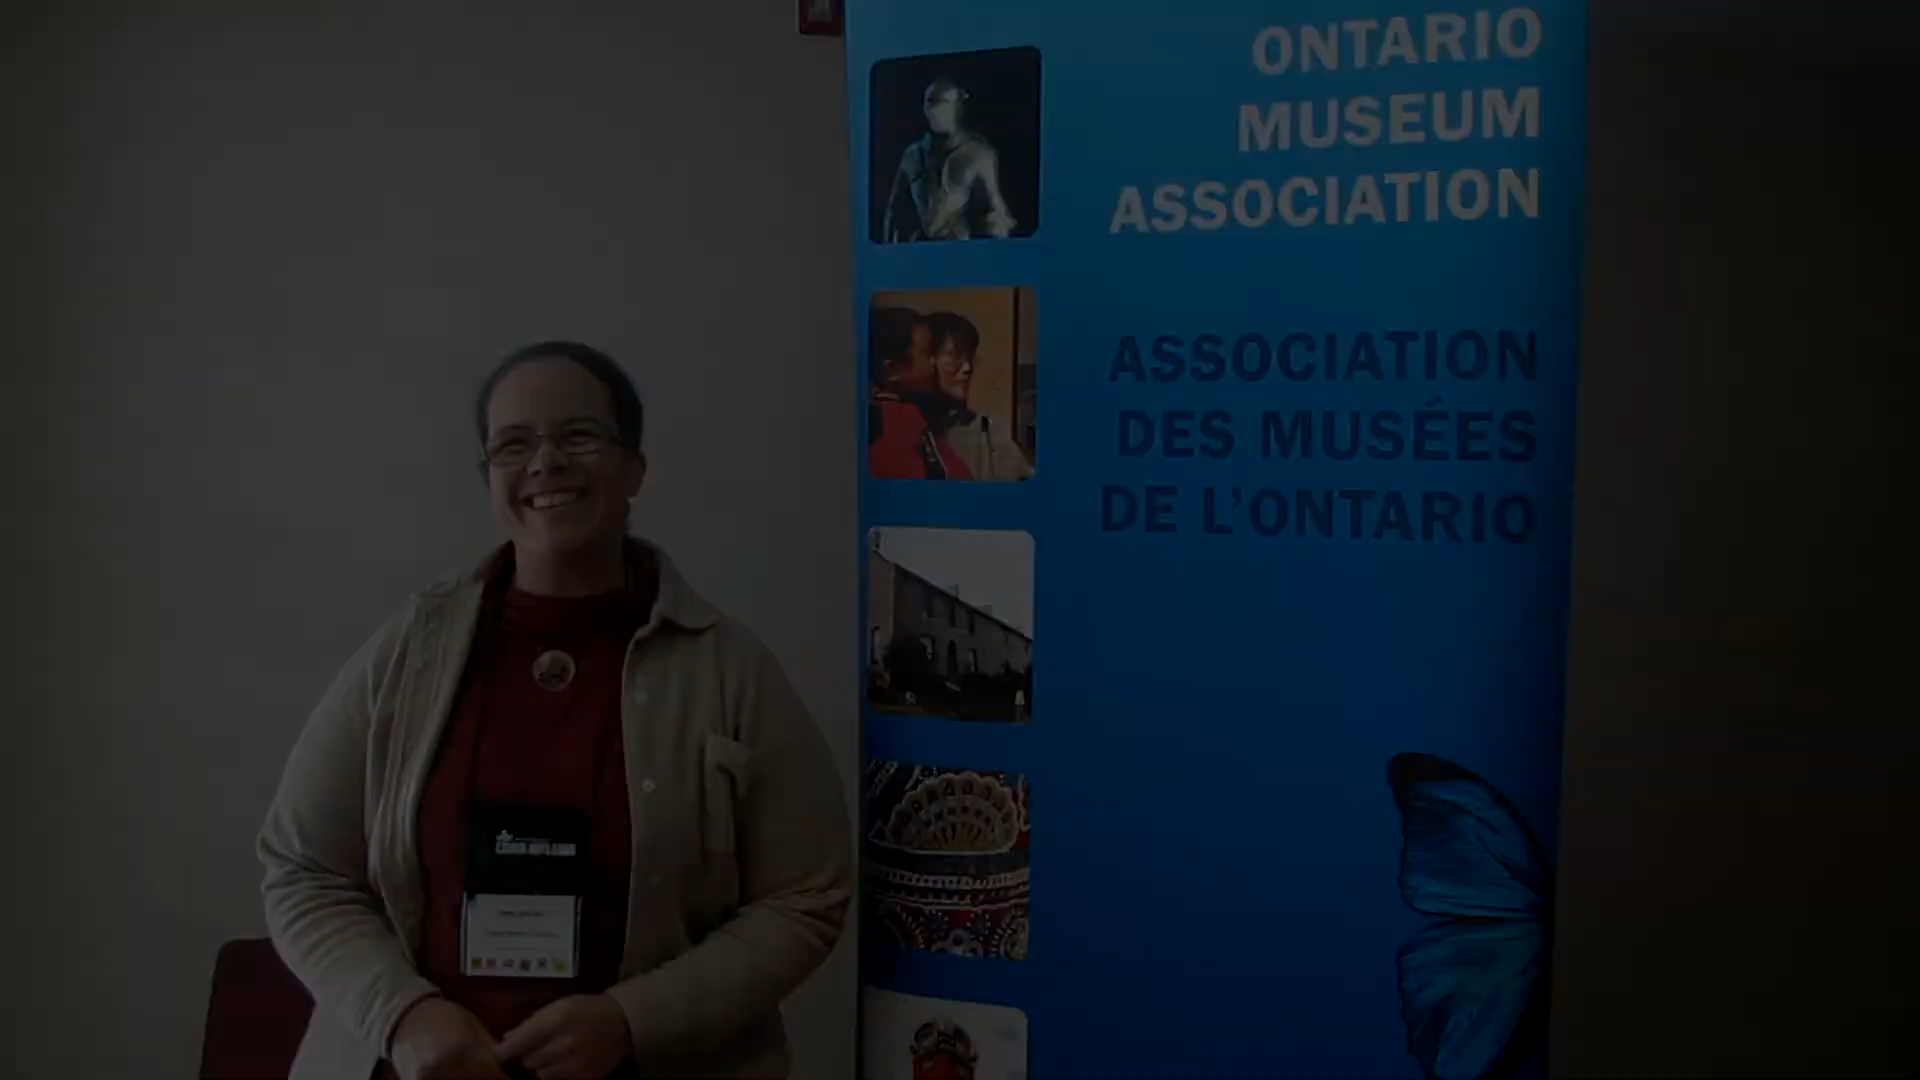 ONTARIO
MUSEUM
ASSOCIATION
ASSOCIATION
DES MUSÉES
DE L'ONTARIO